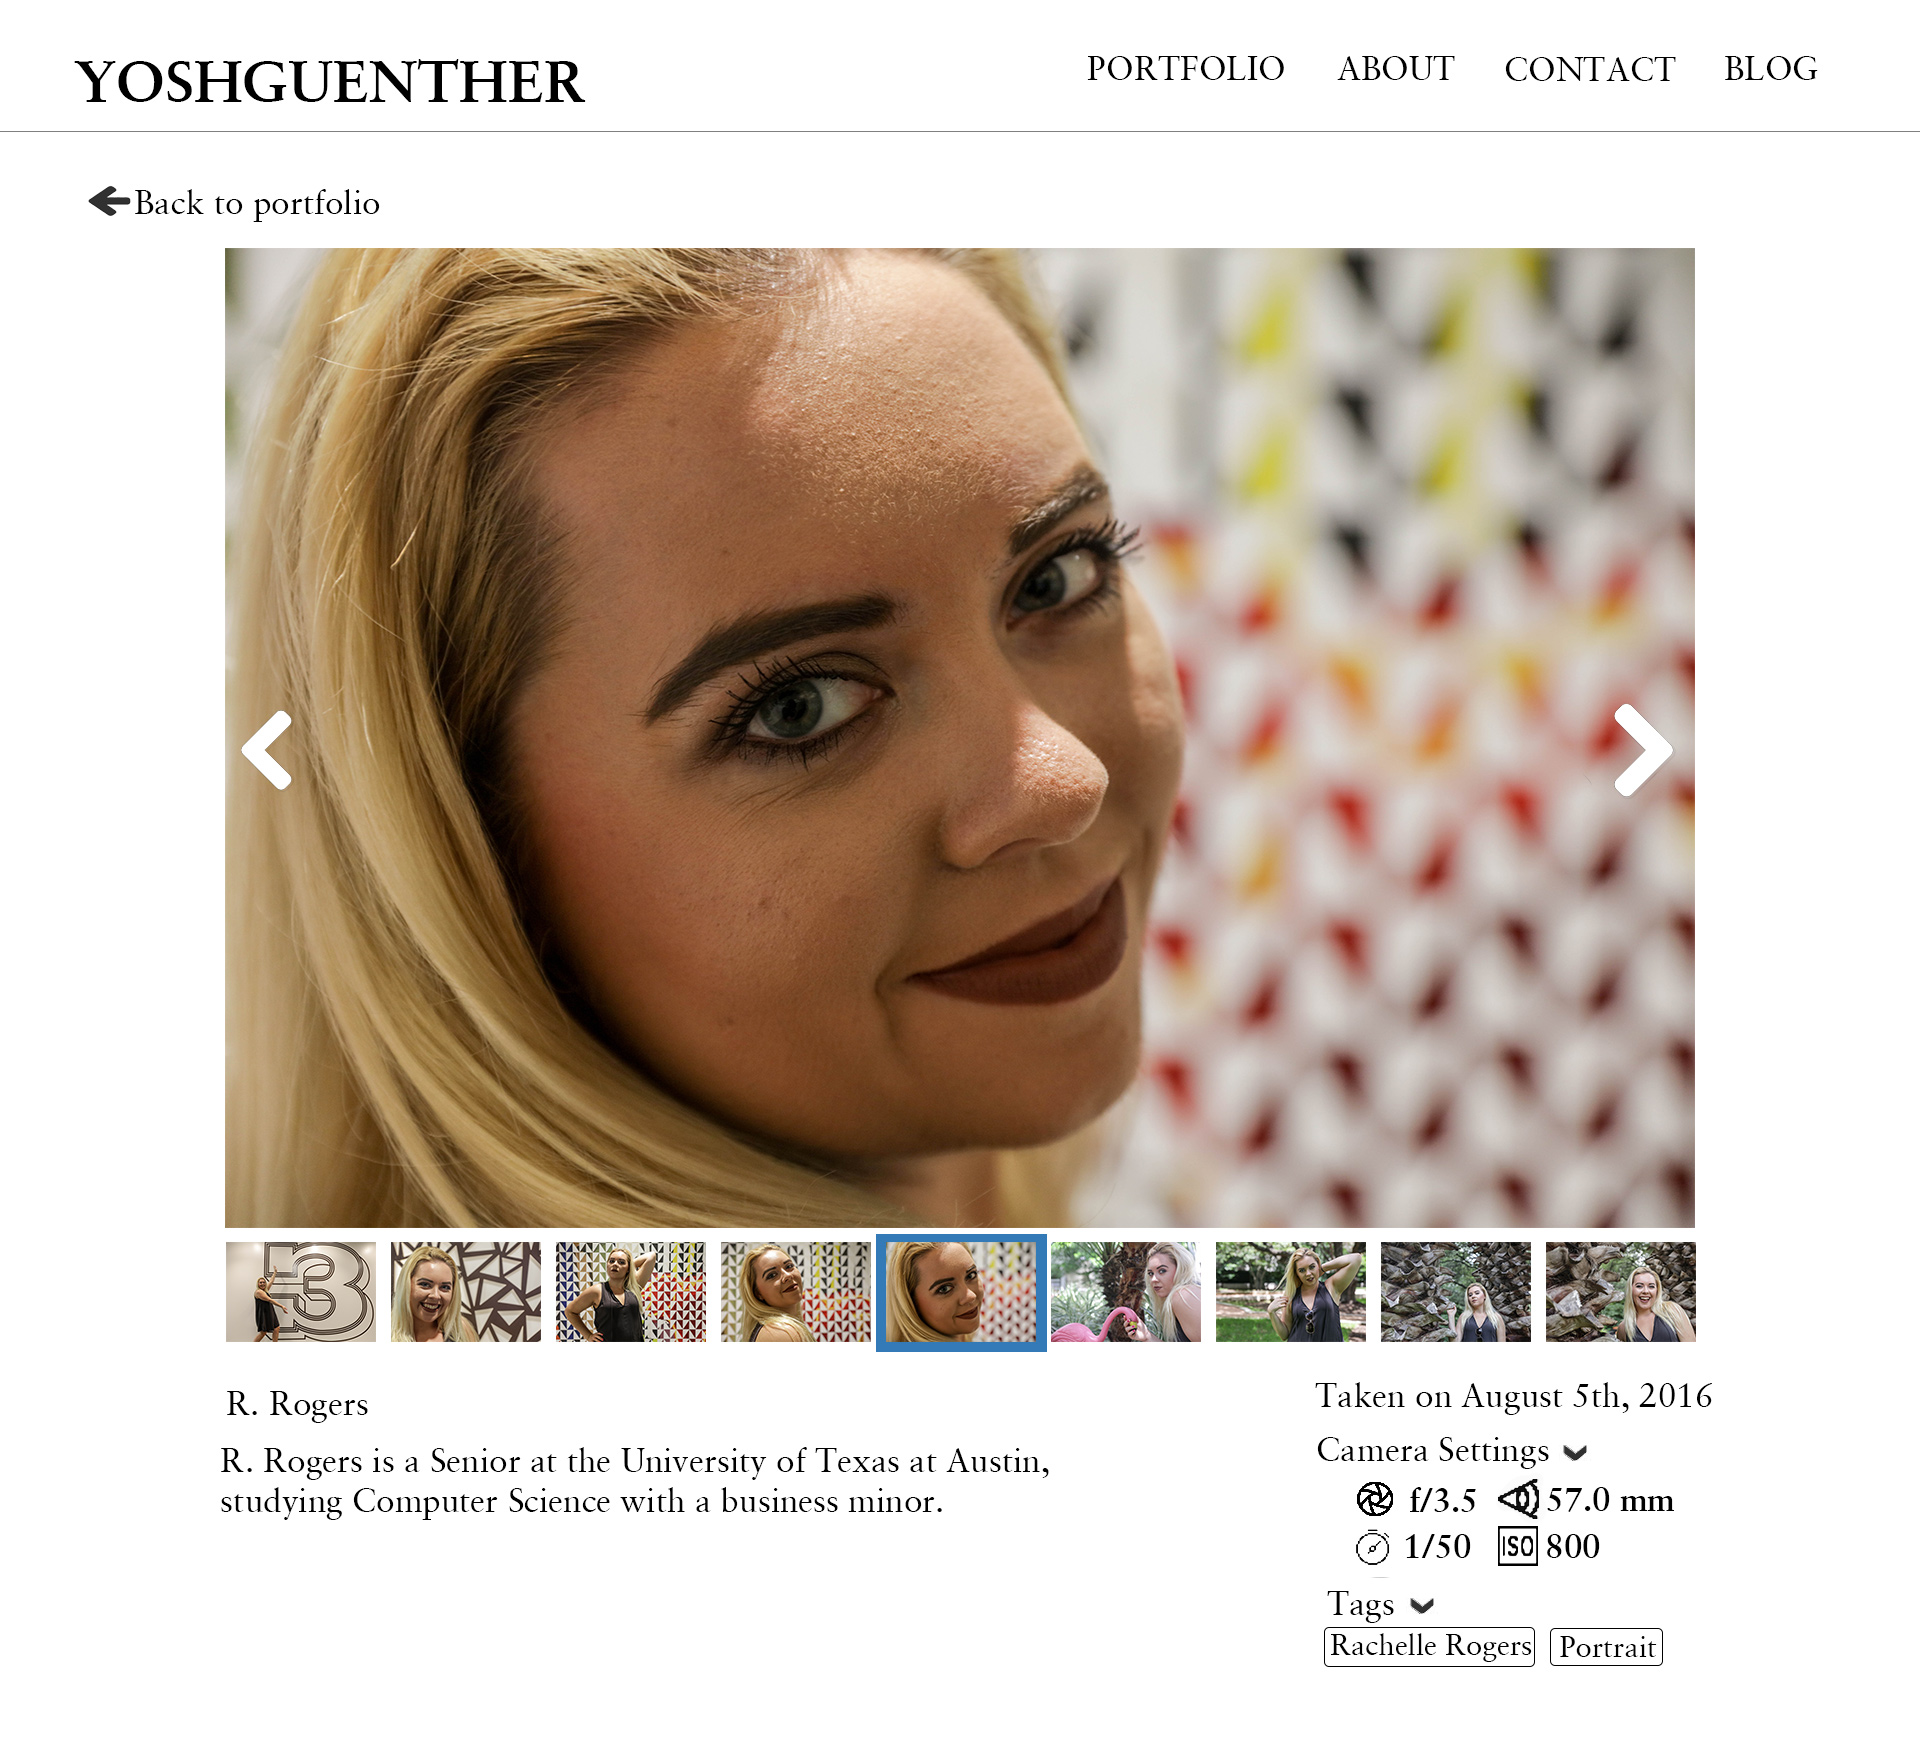 YOSHGUENTHER
PORTFOLIO ABOUT CONTACT BLOG
Back to portfolio
3
R. Rogers
R. Rogers is a Senior at the University of Texas at Austin,
studying Computer Science with a business minor.
Taken on August 5th, 2016
Camera Settings
f/3.5 57.0 mm
1/50 ISO 800
Tags
Rachelle Rogers Portrait